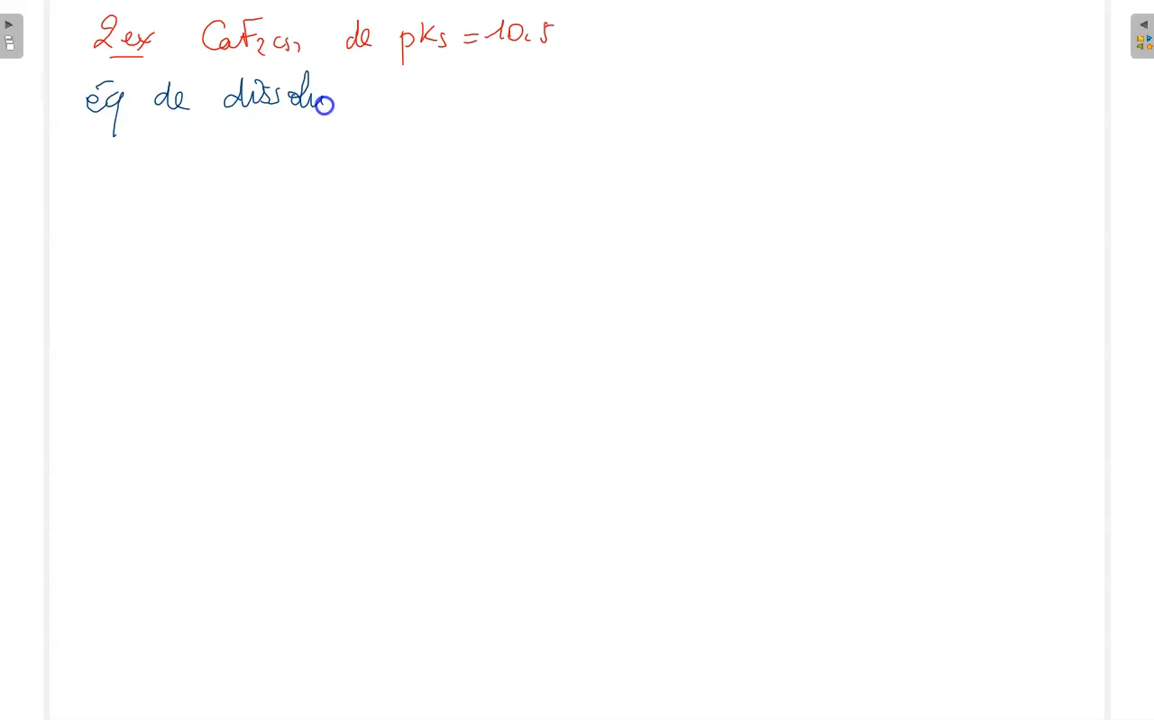 2ex CaF2(s) de pKs = 10.5
éq de dissolu